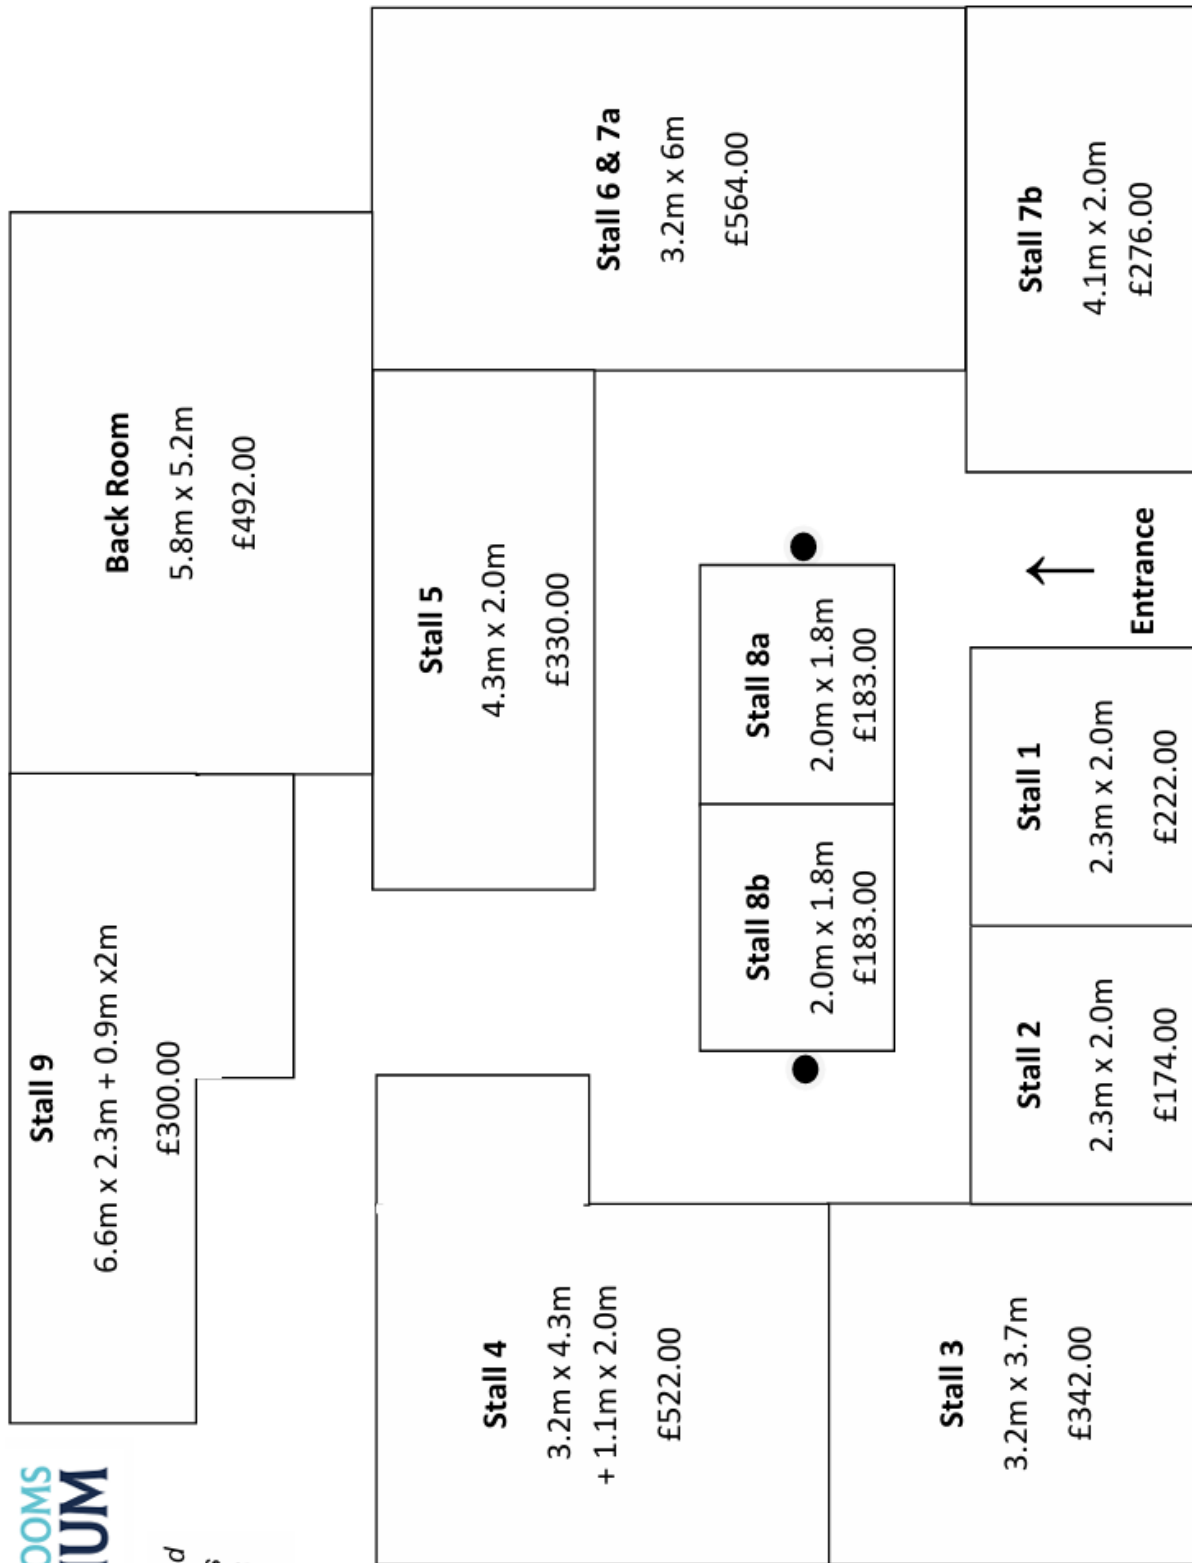 OOMS
IUM
d
s
Stall 9
6.6m x 2.3m + 0.9m x2m
£300.00
Back Room
5.8m x 5.2m
£492.00
Stall 4
3.2m x 4.3m
+ 1.1m x 2.0m
£522.00
Stall 5
4.3m x 2.0m
£330.00
Stall 6 & 7a
3.2m x 6m
£564.00
Stall 8b
2.0m x 1.8m
£183.00
Stall 8a
2.0m x 1.8m
£183.00
Stall 3
3.2m x 3.7m
£342.00
Stall 2
2.3m x 2.0m
£174.00
Stall 1
2.3m x 2.0m
£222.00
Entrance
Stall 7b
4.1m x 2.0m
£276.00